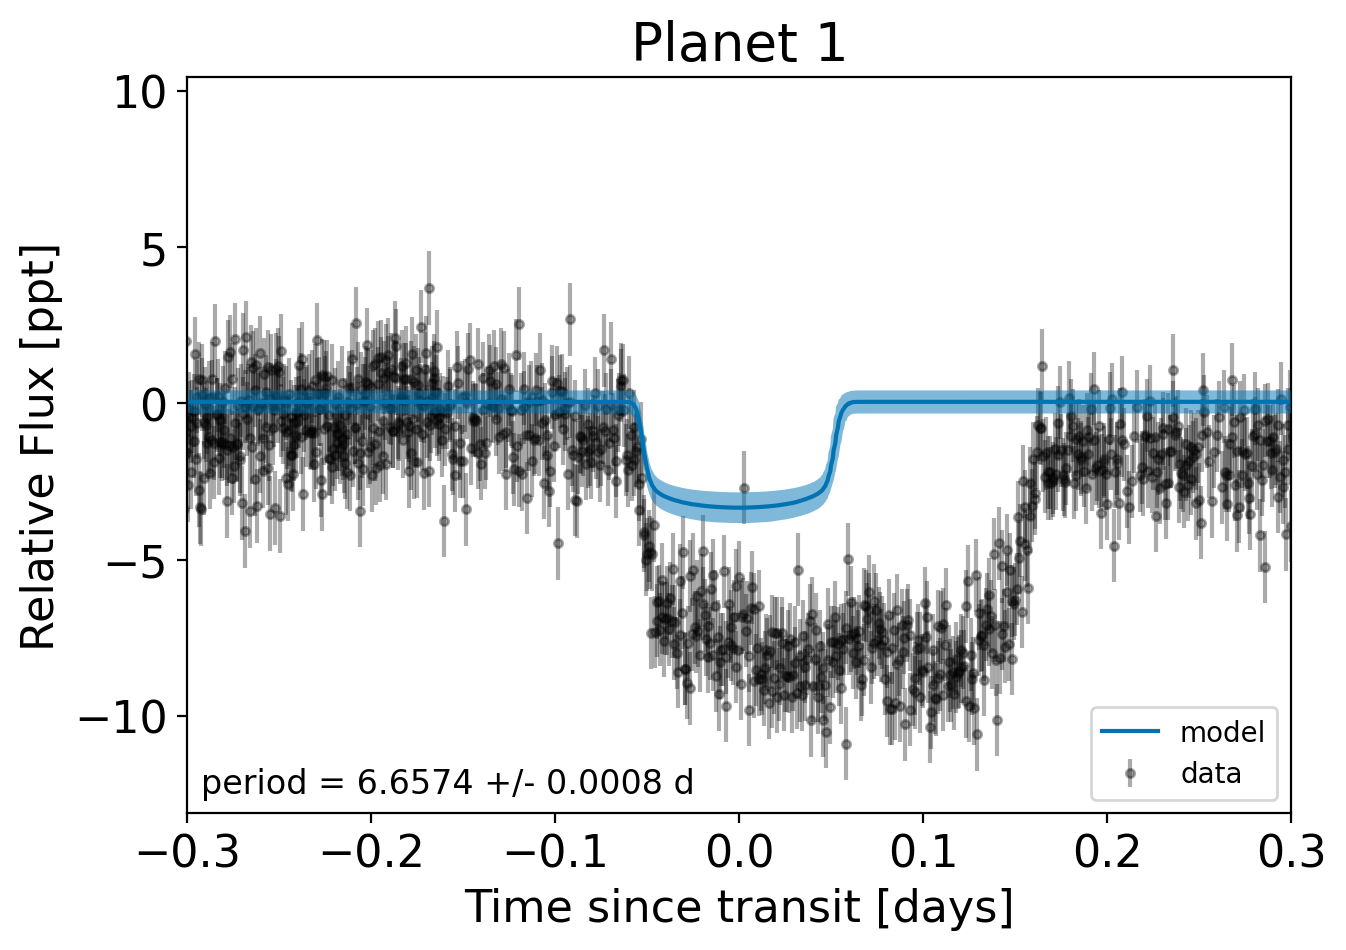 Planet 1
10
5
0
−5
−10
Relative Flux [ppt]
period = 6.6574 +/- 0.0008 d
model
data
−0.3 −0.2 −0.1 0.0 0.1 0.2 0.3
Time since transit [days]